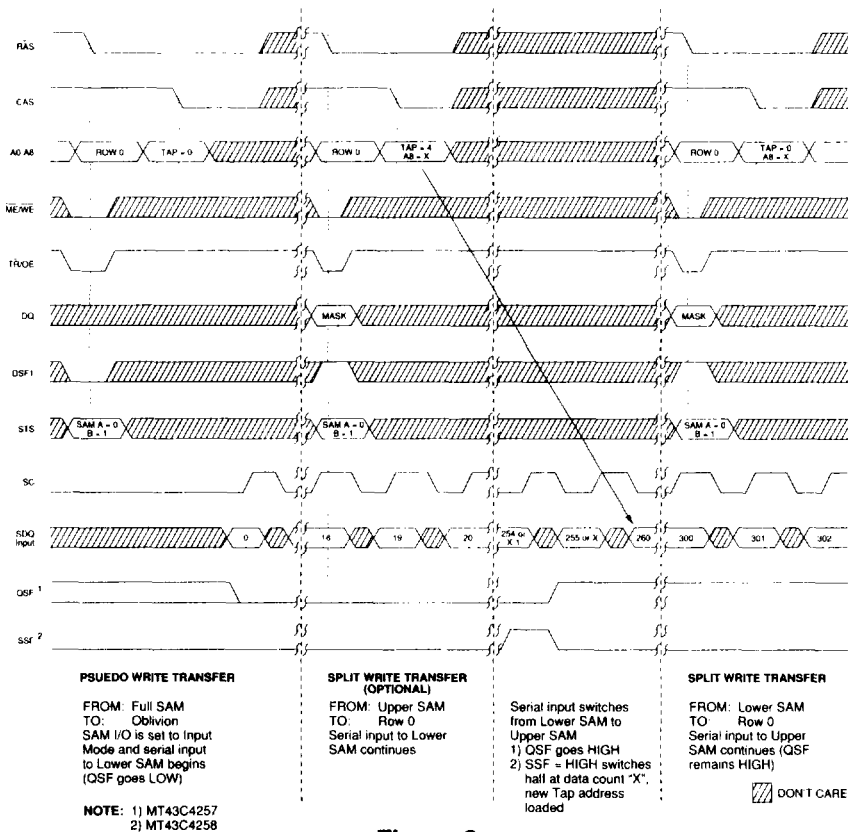 RAS
CAS
A0-A8 ROW 0 TAP = 0 ROW 0 TAP = 4 A8 = X ROW 0 TAP = 0 A8 = X
ME/WE
TR/OE
DQ MASK MASK
DSF1
STS SAM A = 0 B = 1 SAM A = 0 B = 1 SAM A = 0 B = 1
SC
SDQ Input 0 19 20 254 or X 1 255 or X 260 300 301 302
QSF 1
SSF 2
PSUEDO WRITE TRANSFER
FROM: Full SAM
TO: Oblivion
SAM I/O is set to Input
Mode and serial input
to Lower SAM begins
(QSF goes LOW)
NOTE: 1) MT43C4257
2) MT43C4258
SPLIT WRITE TRANSFER
(OPTIONAL)
FROM: Upper SAM
TO: Row 0
Serial input to Lower
SAM continues
Serial input switches
from Lower SAM to
Upper SAM
1) QSF goes HIGH
2) SSF = HIGH switches
half at data count "X",
new Tap address
loaded
SPLIT WRITE TRANSFER
FROM: Lower SAM
TO: Row 0
Serial input to Upper
SAM continues (QSF
remains HIGH)
DON'T CARE